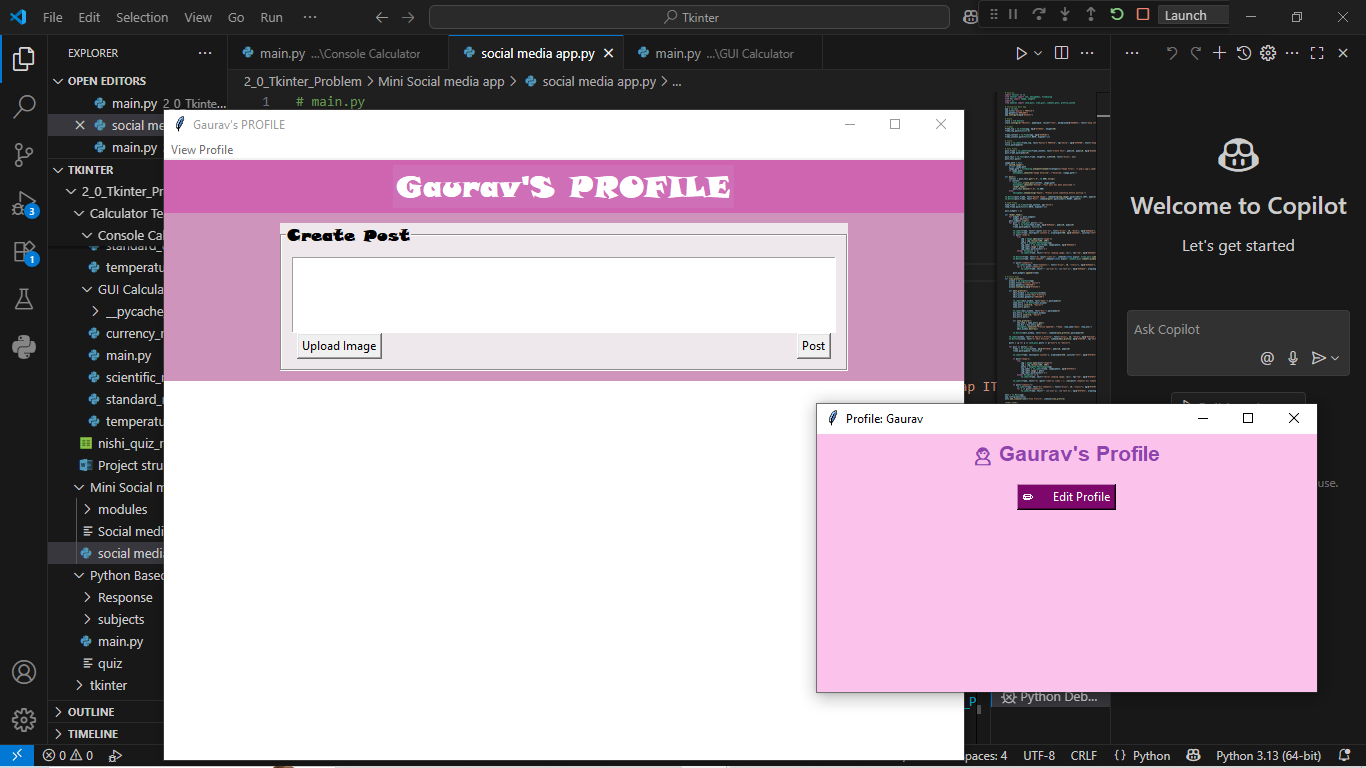 File Edit Selection View Go Run ··· Tkinter Launch
EXPLORER
main.py ...\Console Calculator
social media app.py
main.py ...\GUI Calculator
OPEN EDITORS
2_0_Tkinter_Problem > Mini Social media app > social media app.py > ...
main.py 2_0_Tkinte...
social me
main.py
1 # main.py
TKINTER
2_0_Tkinter_Pr
Calculator Te
Console Cal
standard_
temperatu
GUI Calcula
__pycache
currency_r
main.py
scientific_r
standard_r
temperatu
nishi_quiz_r
Project stru
Mini Social m
modules
Social medi
social media
Python Based
Response
subjects
main.py
quiz
tkinter
OUTLINE
TIMELINE
Gaurav's PROFILE
View Profile
Gaurav'S PROFILE
Create Post
Upload Image
Post
Profile: Gaurav
Gaurav's Profile
Edit Profile
Welcome to Copilot
Let's get started
Ask Copilot
use.
Python Deb...
0 0 3 1
paces: 4 UTF-8 CRLF Python Python 3.13 (64-bit)